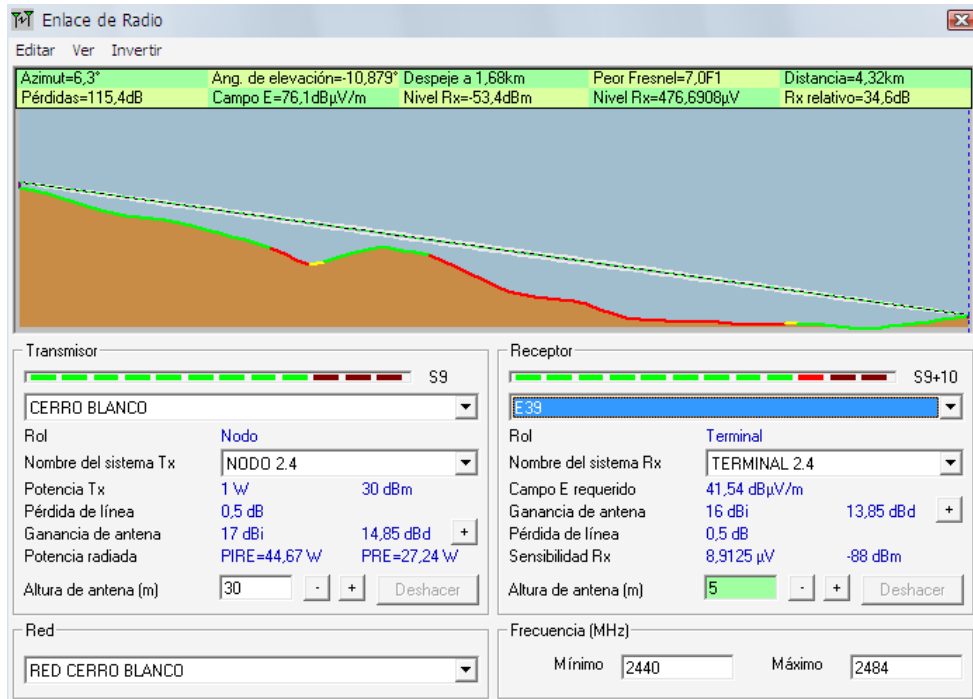 Enlace de Radio
Editar Ver Invertir
Azimut=6,3° Ang. de elevación=-10,879° Despeje a 1,68km Peor Fresnel=7,0F1 Distancia=4,32km
Pérdidas=115,4dB Campo E=76,1dBµV/m Nivel Rx=-53,4dBm Nivel Rx=476,6908µV Rx relativo=34,6dB
Transmisor
S9
CERRO BLANCO
Rol Nodo
Nombre del sistema Tx NODO 2.4
Potencia Tx 1 W 30 dBm
Pérdida de línea 0,5 dB
Ganancia de antena 17 dBi 14,85 dBd +
Potencia radiada PIRE=44,67 W PRE=27,24 W
Altura de antena (m) 30 - + Deshacer
Red
RED CERRO BLANCO
Receptor
S9+10
E39
Rol Terminal
Nombre del sistema Rx TERMINAL 2.4
Campo E requerido 41,54 dBµV/m
Ganancia de antena 16 dBi 13,85 dBd +
Pérdida de línea 0,5 dB
Sensibilidad Rx 8,9125 µV -88 dBm
Altura de antena (m) 5 - + Deshacer
Frecuencia (MHz)
Mínimo 2440 Máximo 2484